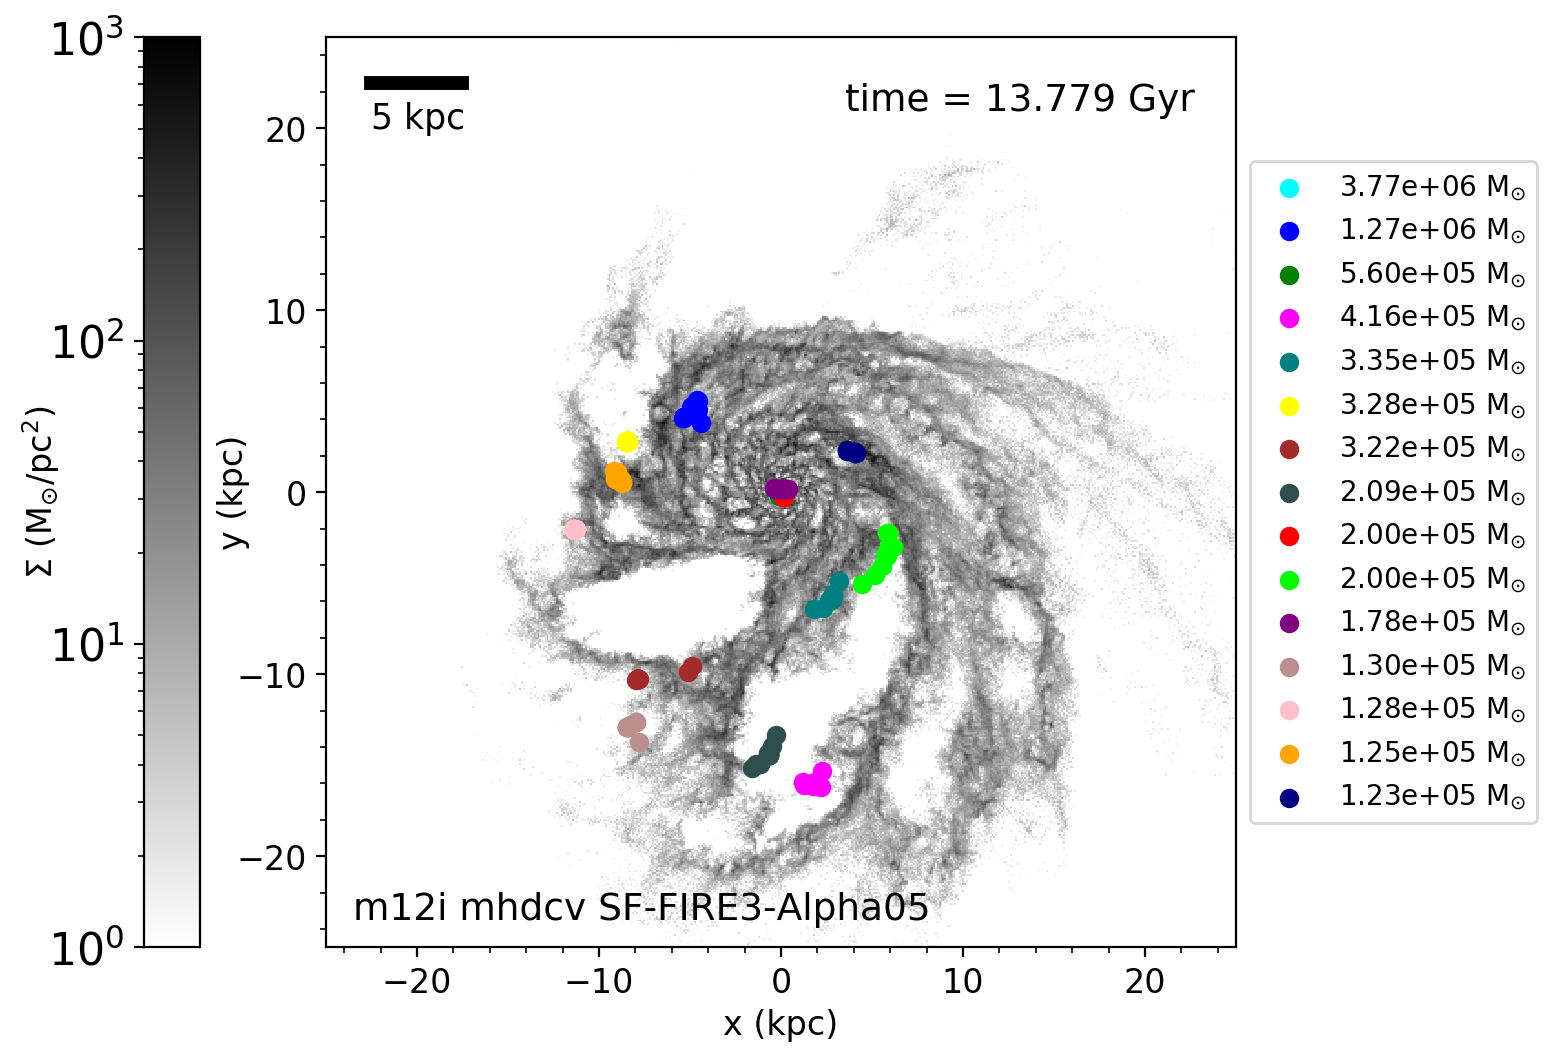 10³
10²
10¹
10⁰
Σ (M⊙/pc²)
5 kpc
time = 13.779 Gyr
m12i mhdcv SF-FIRE3-Alpha05
20
10
0
−10
−20
y (kpc)
−20 −10 0 10 20
x (kpc)
3.77e+06 M⊙
1.27e+06 M⊙
5.60e+05 M⊙
4.16e+05 M⊙
3.35e+05 M⊙
3.28e+05 M⊙
3.22e+05 M⊙
2.09e+05 M⊙
2.00e+05 M⊙
2.00e+05 M⊙
1.78e+05 M⊙
1.30e+05 M⊙
1.28e+05 M⊙
1.25e+05 M⊙
1.23e+05 M⊙